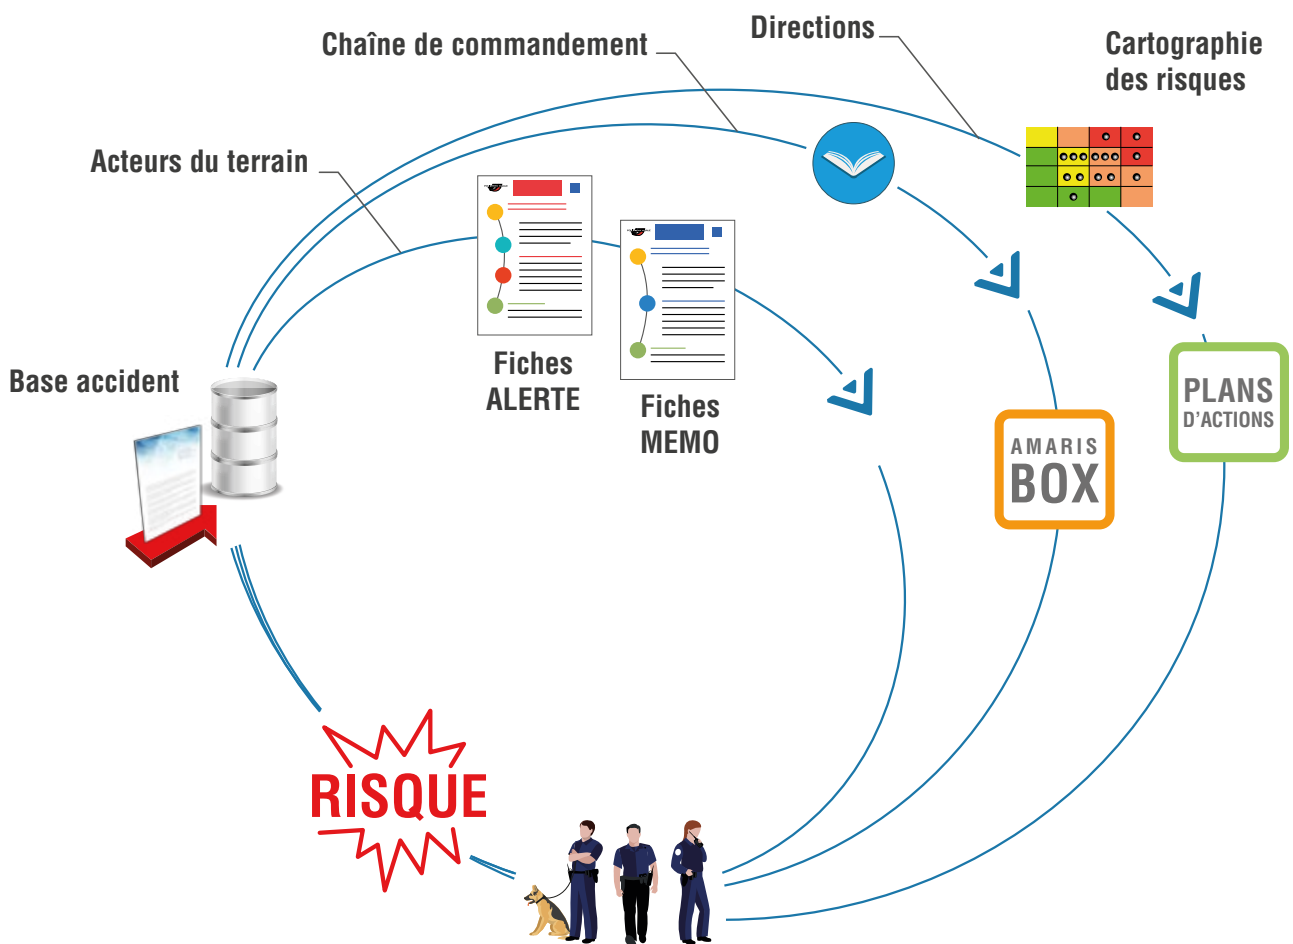 Directions
Chaîne de commandement
Cartographie
des risques
Acteurs du terrain
Base accident
Fiches
ALERTE
Fiches
MEMO
PLANS
D'ACTIONS
AMARIS
BOX
RISQUE